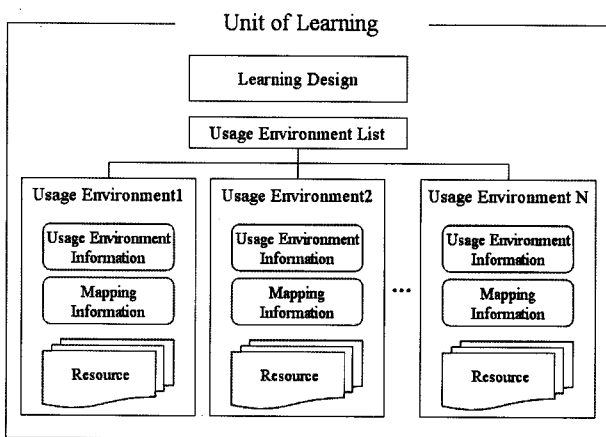 Unit of Learning
Learning Design
Usage Environment List
Usage Environment1
Usage Environment
Information
Mapping
Information
Resource
Usage Environment2
Usage Environment
Information
Mapping
Information
Resource
...
Usage Environment N
Usage Environment
Information
Mapping
Information
Resource